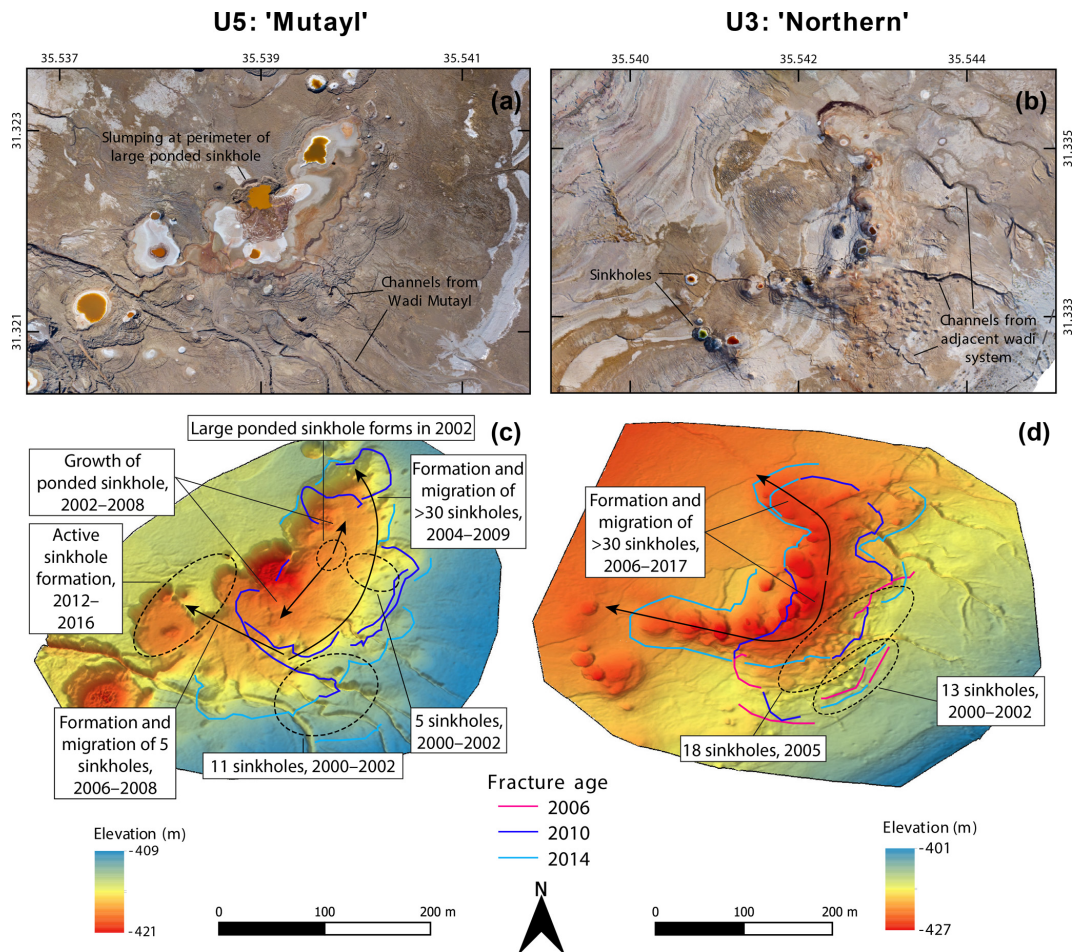 U5: 'Mutayl'
U3: 'Northern'
35.537
35.539
35.541
35.540
35.542
35.544
31.323
31.321
31.335
31.333
(a)
Slumping at perimeter of
large ponded sinkhole
Channels from
Wadi Mutayl
(b)
Sinkholes
Channels from
adjacent wadi
system
(c)
Large ponded sinkhole forms in 2002
Growth of
ponded sinkhole,
2002–2008
Formation and
migration of
>30 sinkholes,
2004–2009
Active
sinkhole
formation,
2012–
2016
Formation and
migration of 5
sinkholes,
2006–2008
11 sinkholes, 2000–2002
5 sinkholes,
2000–2002
(d)
Formation and
migration of
>30 sinkholes,
2006–2017
13 sinkholes,
2000–2002
18 sinkholes, 2005
Fracture age
2006
2010
2014
Elevation (m)
-409
-421
0
100
200 m
N
0
100
200 m
Elevation (m)
-401
-427